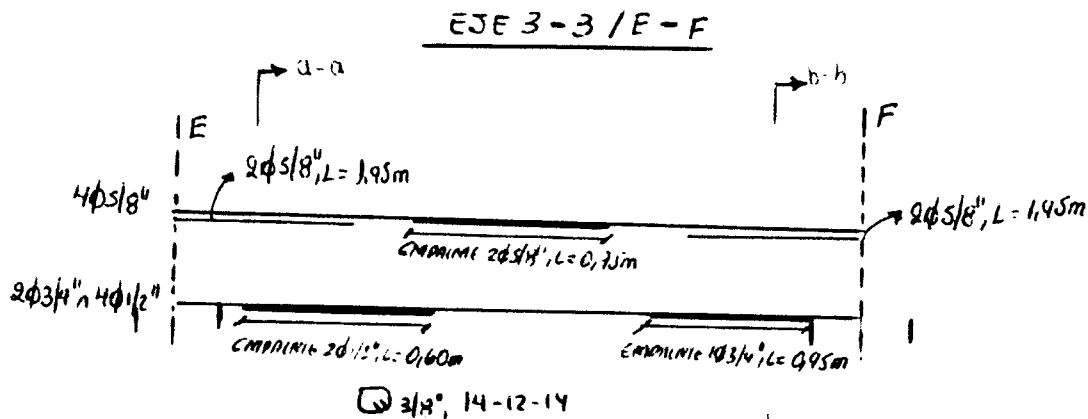 EJE 3-3 / E-F
a-a
b-b
E
F
2ϕ5/8", L=1,95m
4ϕ5/8"
2ϕ5/8", L=1,45m
EMPALME 2ϕ5/8", L=0,75m
2ϕ3/4" ∩ 4ϕ1/2"
EMPALME 2ϕ1/2", L=0,60m
EMPALME 1ϕ3/4", L=0,95m
3/8", 14-12-14